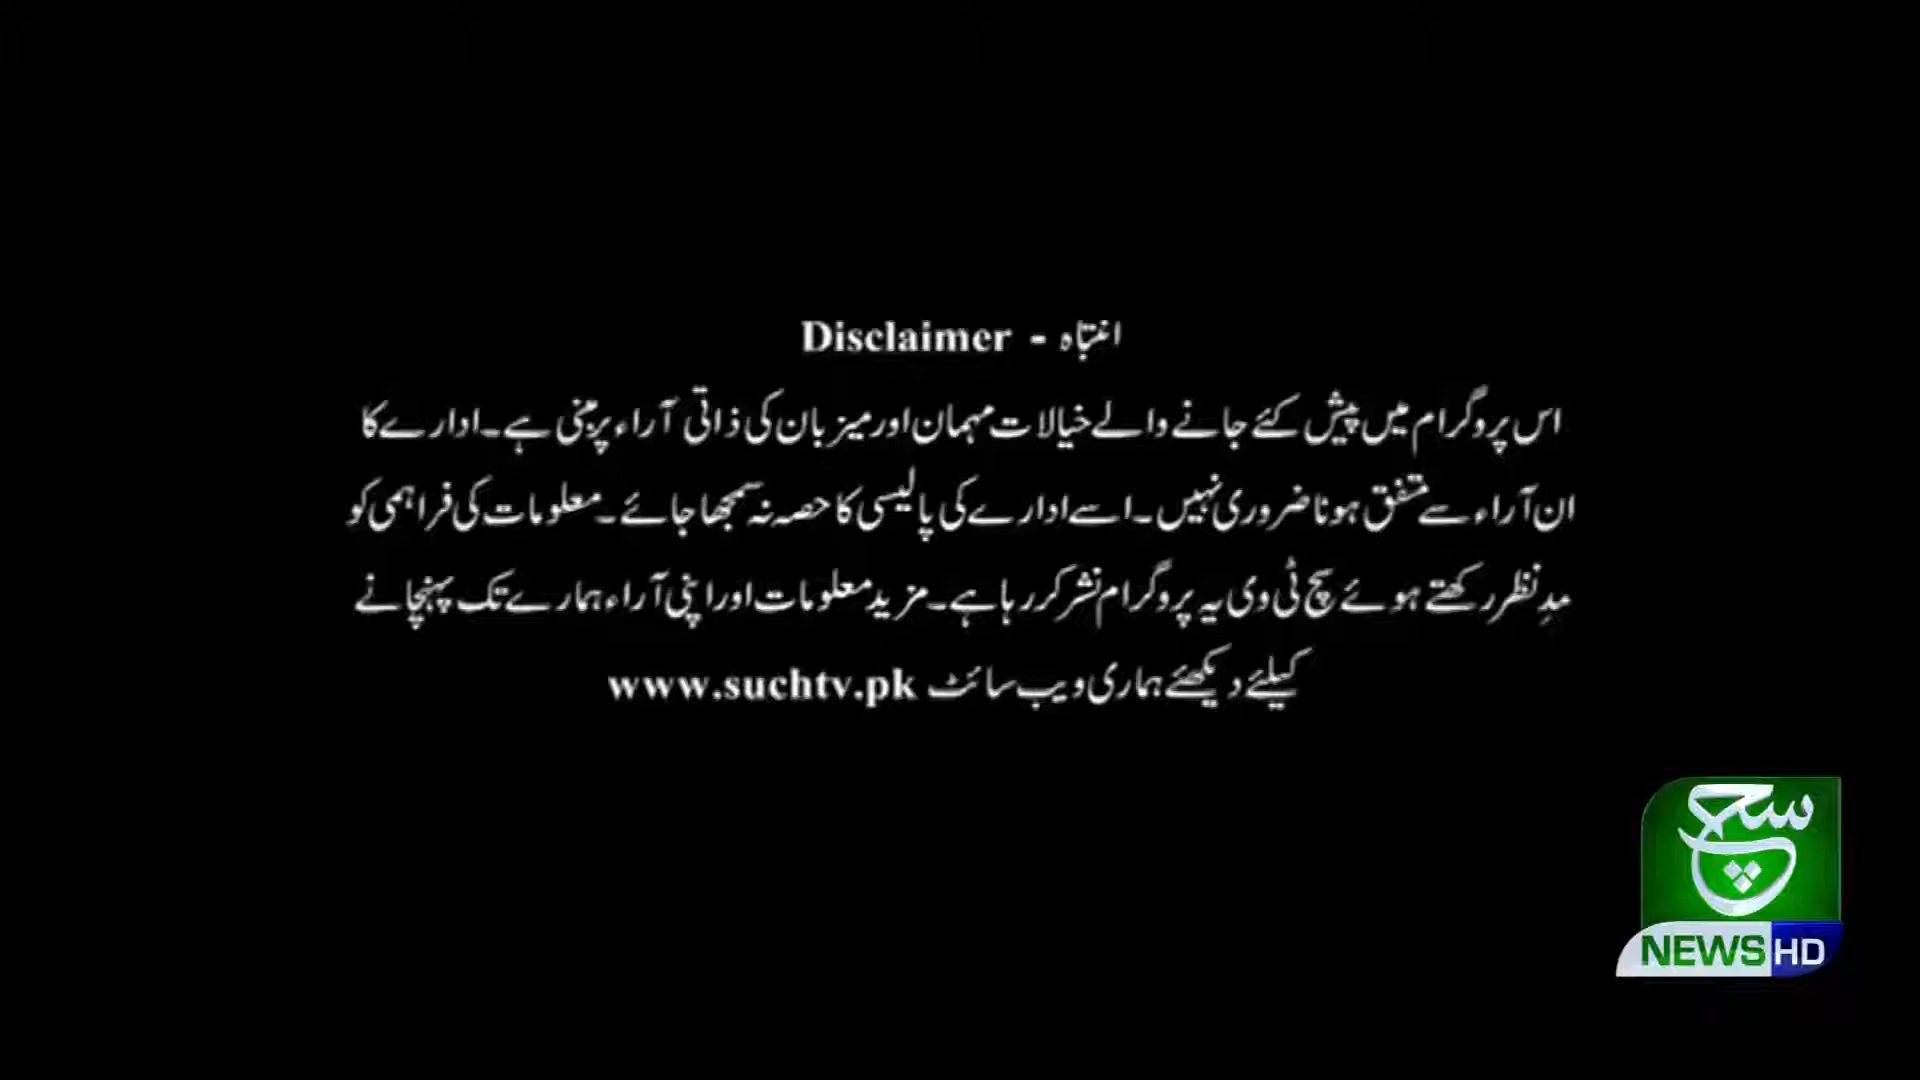 انتباہ - Disclaimer
اس پروگرام میں پیش کئے جانے والے خیالات مہمان اور میزبان کی ذاتی آراء پر مبنی ہے۔ ادارے کا
ان آراء سے متفق ہونا ضروری نہیں۔ اسے ادارے کی پالیسی کا حصہ نہ سمجھا جائے۔ معلومات کی فراہمی کو
مدِ نظر رکھتے ہوئے سچ ٹی وی یہ پروگرام نشر کر رہا ہے۔ مزید معلومات اور اپنی آراء ہمارے تک پہنچانے
کیلئے دیکھئے ہماری ویب سائٹ www.suchtv.pk
سچ
NEWS HD